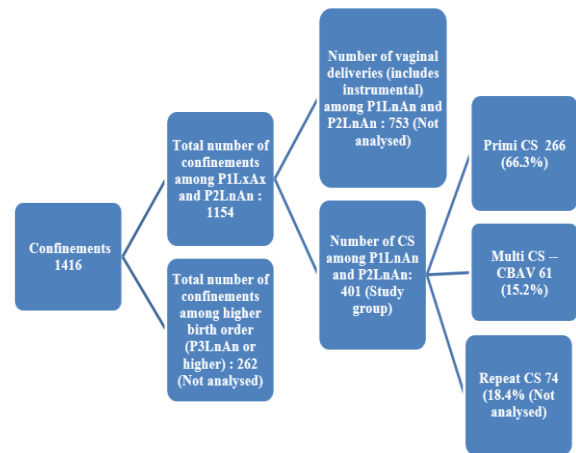 Confinements
1416
Total number of
confinements
among P1LxAx
and P2LnAn :
1154
Total number of
confinements
among higher
birth order
(P3LnAn or
higher) : 262
(Not analysed)
Number of
vaginal deliveries
(includes
instrumental)
among P1LnAn
and P2LnAn : 753
(Not analysed)
Number of CS
among P1LnAn
and P2LnAn:
401 (Study
group)
Primi CS 266
(66.3%)
Multi CS --
CBAV 61
(15.2%)
Repeat CS 74
(18.4% (Not
analysed)